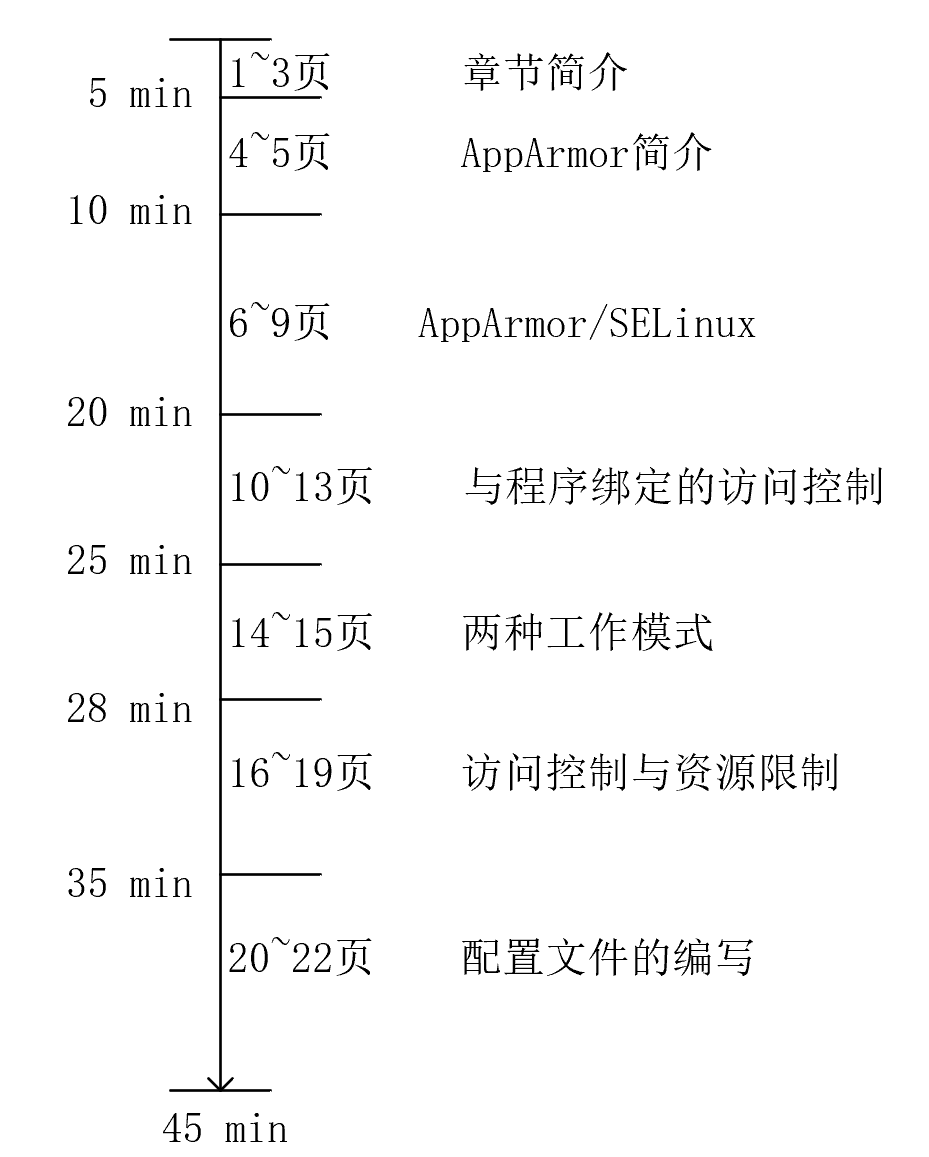 1~3页 章节简介
5 min
4~5页 AppArmor简介
10 min
6~9页 AppArmor/SELinux
20 min
10~13页 与程序绑定的访问控制
25 min
14~15页 两种工作模式
28 min
16~19页 访问控制与资源限制
35 min
20~22页 配置文件的编写
45 min